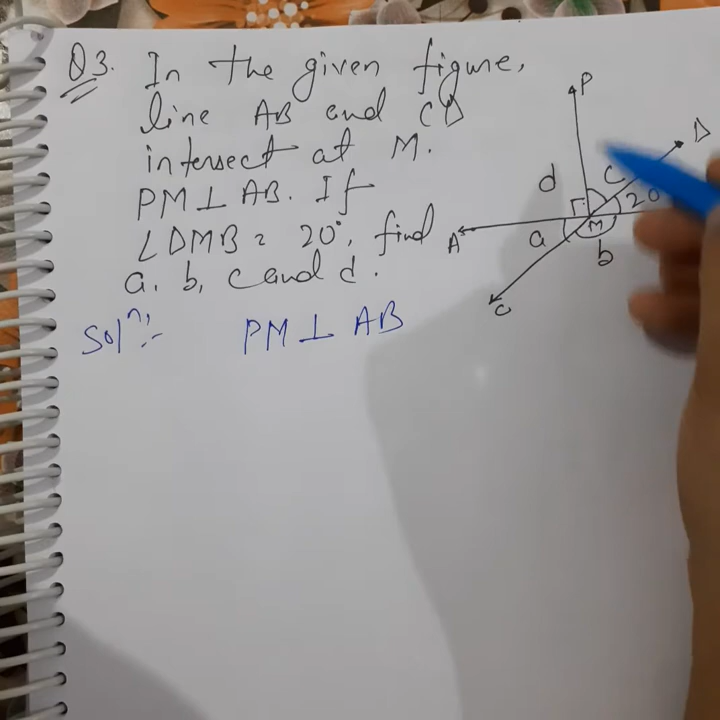 Q3. In the given figure,
line AB and CD
intersect at M.
PM ⊥ AB. If
∠DMB = 20°, find
a, b, c and d.
Solⁿ:- PM ⊥ AB
P
D
d
C
20
A
M
a
b
C